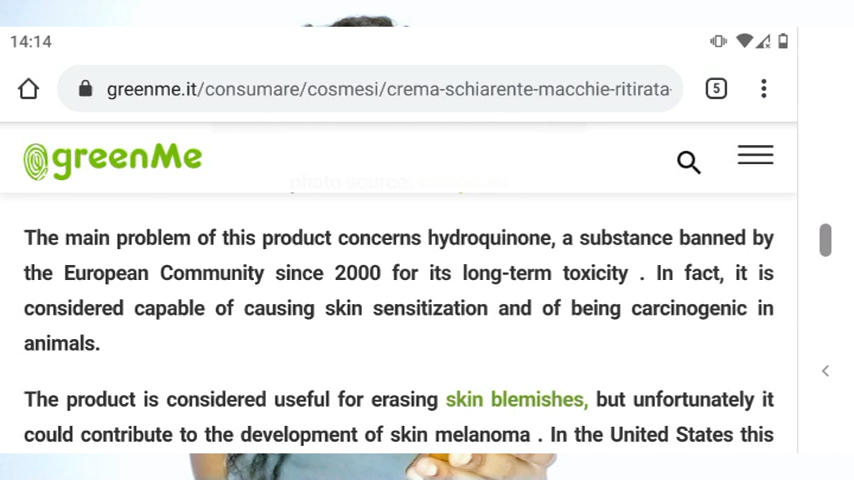 14:14
greenme.it/consumare/cosmesi/crema-schiarente-macchie-ritirata-
5
greenMe
photo source:
The main problem of this product concerns hydroquinone, a substance banned by
the European Community since 2000 for its long-term toxicity . In fact, it is
considered capable of causing skin sensitization and of being carcinogenic in
animals.
The product is considered useful for erasing skin blemishes, but unfortunately it
could contribute to the development of skin melanoma . In the United States this